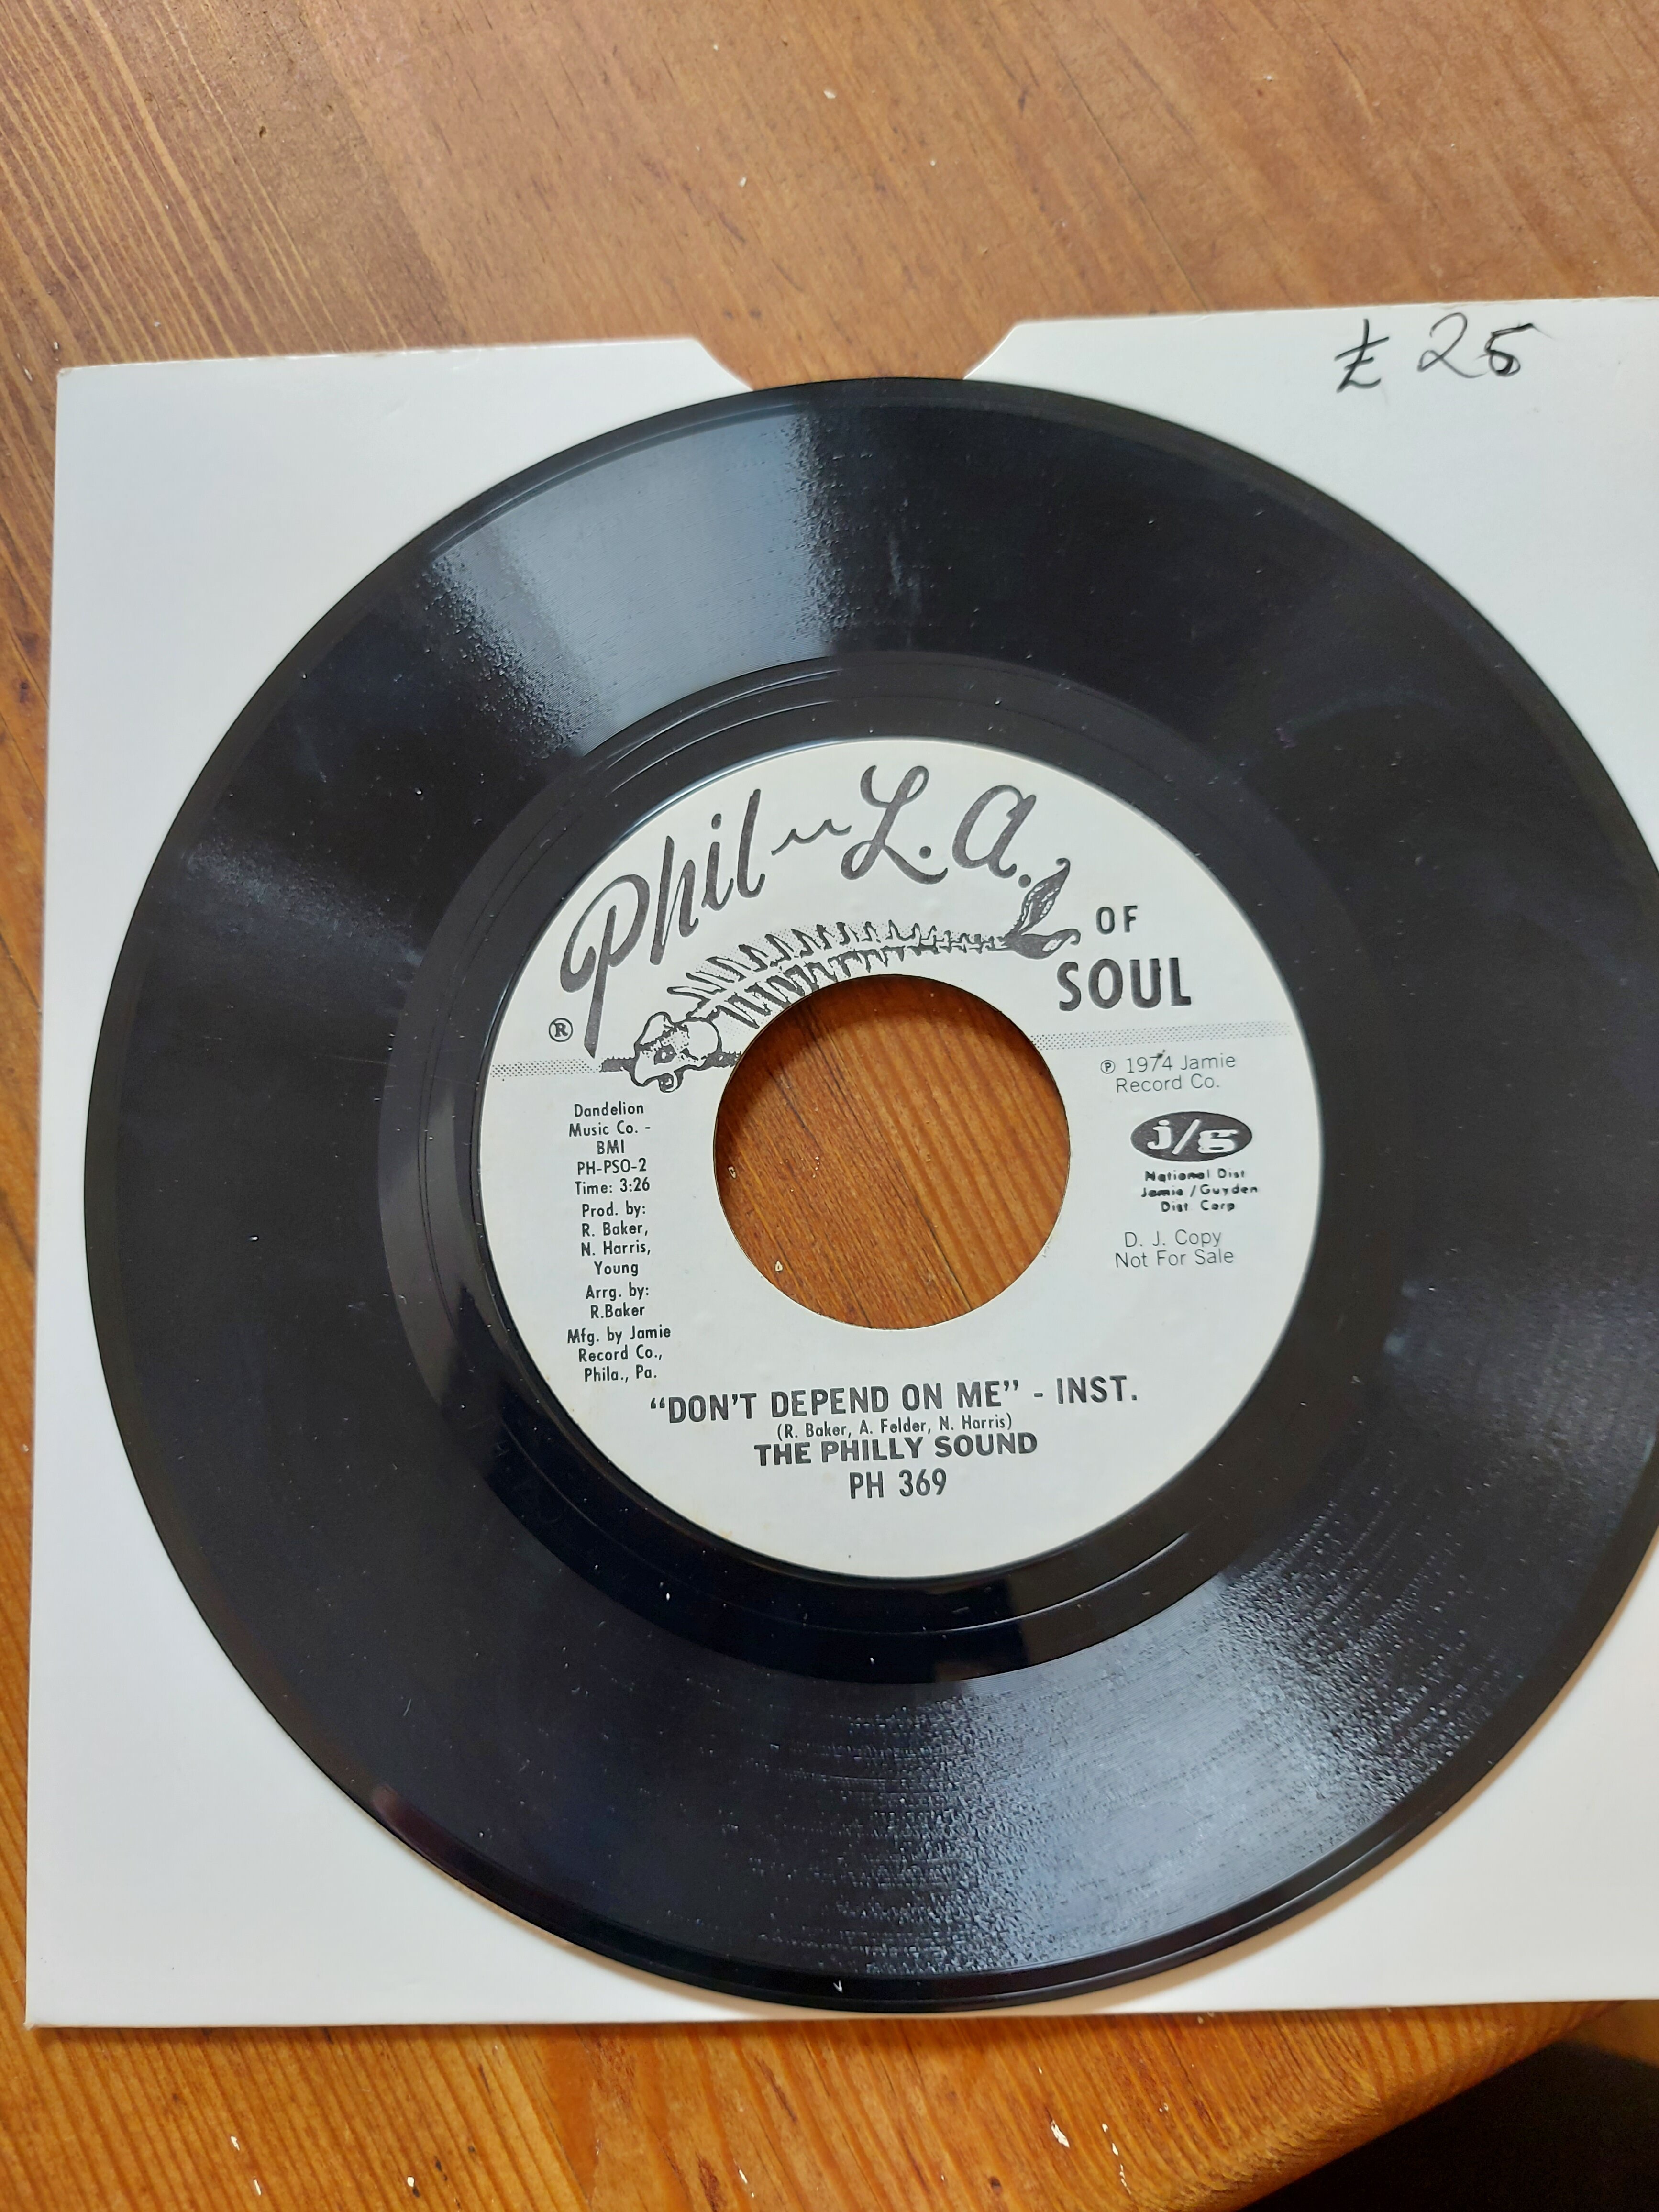 £ 25
Phil-L.A.
OF
SOUL
®
℗ 1974 Jamie
Record Co.
j/g
National Dist
Jamie/Guyden
Dist Corp
D. J. Copy
Not For Sale
Dandelion
Music Co. -
BMI
PH-PSO-2
Time: 3:26
Prod. by:
R. Baker,
N. Harris,
Young
Arrg. by:
R.Baker
Mfg. by Jamie
Record Co.,
Phila., Pa.
“DON'T DEPEND ON ME” - INST.
(R. Baker, A. Felder, N. Harris)
THE PHILLY SOUND
PH 369